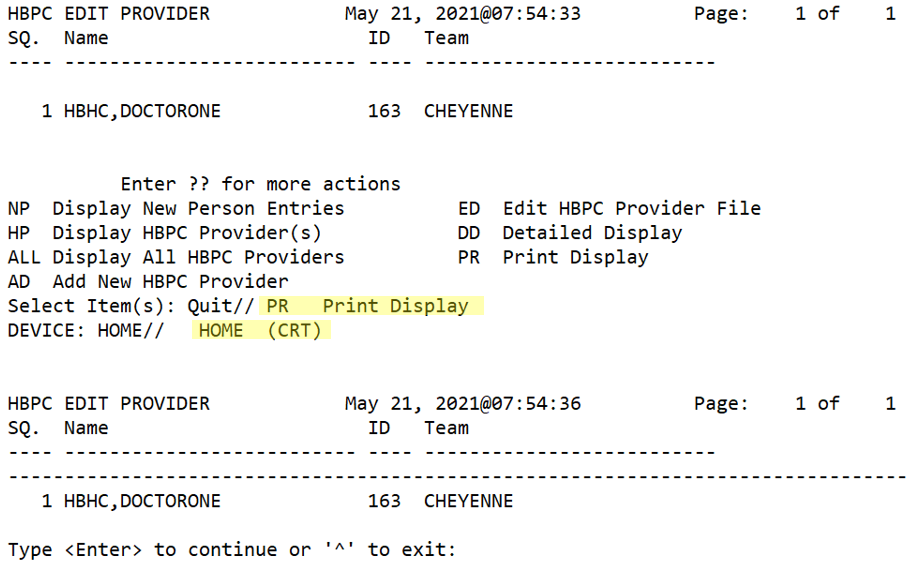 HBPC EDIT PROVIDER            May 21, 2021@07:54:33          Page:    1 of    1
SQ.  Name                       ID   Team
---- -------------------------- ---- --------------------------
   1 HBHC,DOCTORONE             163  CHEYENNE
          Enter ?? for more actions
NP  Display New Person Entries          ED  Edit HBPC Provider File
HP  Display HBPC Provider(s)            DD  Detailed Display
ALL Display All HBPC Providers          PR  Print Display
AD  Add New HBPC Provider
Select Item(s): Quit// PR   Print Display
DEVICE: HOME//   HOME  (CRT)
HBPC EDIT PROVIDER            May 21, 2021@07:54:36          Page:    1 of    1
SQ.  Name                       ID   Team
---- -------------------------- ---- --------------------------
--------------------------------------------------------------------------------
   1 HBHC,DOCTORONE             163  CHEYENNE
Type <Enter> to continue or '^' to exit: